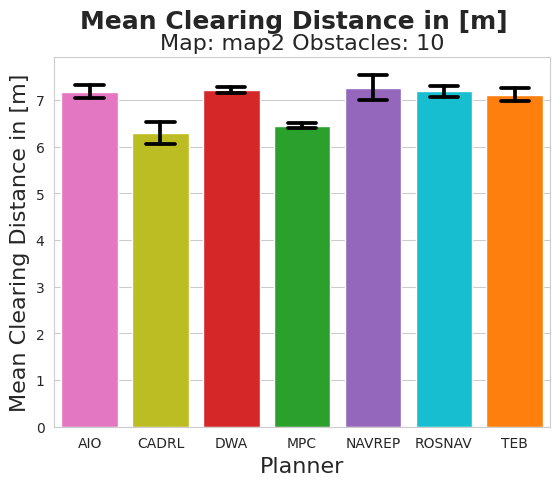 Mean Clearing Distance in [m]
Map: map2 Obstacles: 10
Mean Clearing Distance in [m]
7
6
5
4
3
2
1
0
AIO CADRL DWA MPC NAVREP ROSNAV TEB
Planner